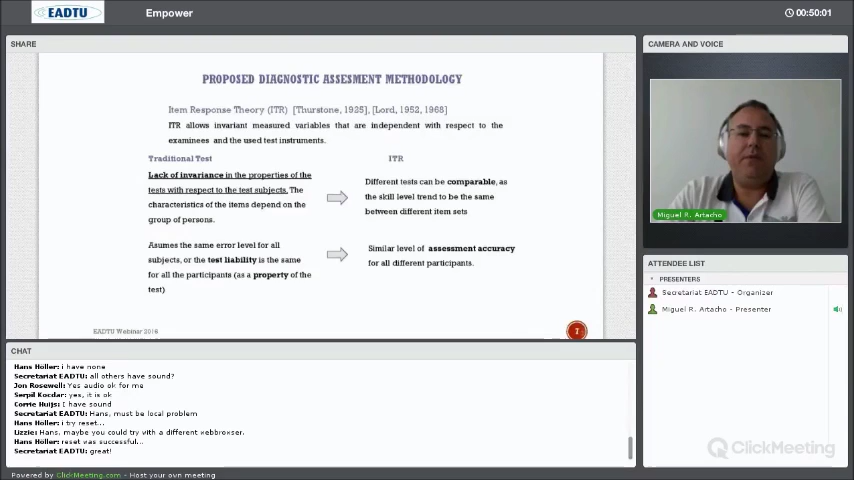 EADTU
Empower
00:50:01
SHARE
PROPOSED DIAGNOSTIC ASSESMENT METHODOLOGY
Item Response Theory (ITR) [Thurstone, 1925], [Lord, 1952, 1968]
ITR allows invariant measured variables that are independent with respect to the
examinees and the used test instruments.
Traditional Test
Lack of invariance in the properties of the
tests with respect to the test subjects. The
characteristics of the items depend on the
group of persons.
ITR
Different tests can be comparable, as
the skill level trend to be the same
between different item sets
Asumes the same error level for all
subjects, or the test liability is the same
for all the participants (as a property of the
test)
Similar level of assessment accuracy
for all different participants.
EADTU Webinar 2016
7
CAMERA AND VOICE
Miguel R. Artacho
ATTENDEE LIST
PRESENTERS
Secretariat EADTU - Organizer
Miguel R. Artacho - Presenter
CHAT
Hans Höller: i have none
Secretariat EADTU: all others have sound?
Jon Rosewell: Yes audio ok for me
Serpil Kocdar: yes, it is ok
Corrie Huijs: I have sound
Secretariat EADTU: Hans, must be local problem
Hans Höller: i try reset...
Lizzie: Hans, maybe you could try with a different xebbroxser.
Hans Höller: reset was successful...
Secretariat EADTU: great!
ClickMeeting
Powered by ClickMeeting.com - Host your own meeting